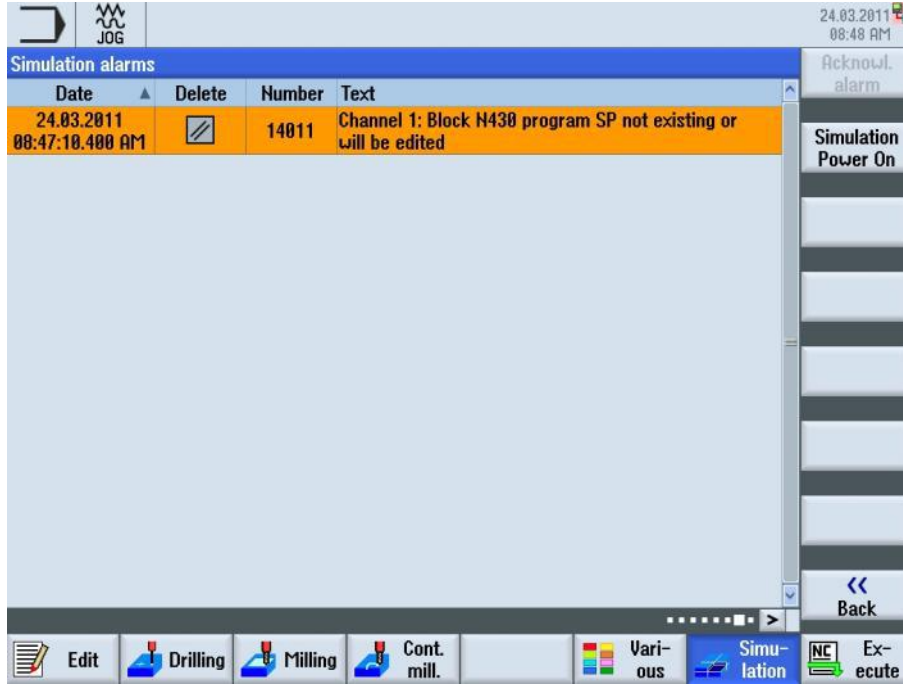 JOG
24.03.2011
08:48 AM
Simulation alarms
Acknowl.
alarm
Date Delete Number Text
24.03.2011
08:47:10.400 AM
14011
Channel 1: Block N430 program SP not existing or
will be edited
Simulation
Power On
<<
Back
>
Edit
Drilling
Milling
Cont.
mill.
Vari-
ous
Simu-
lation
NC
Ex-
ecute